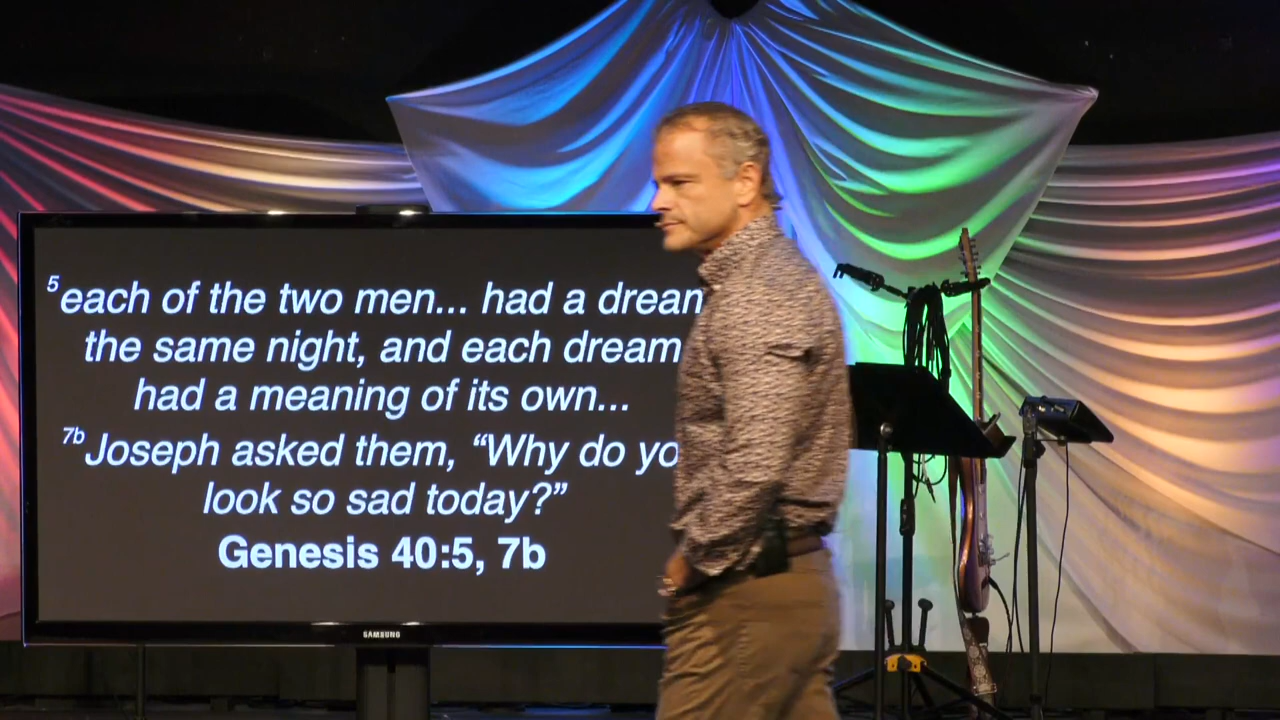 ⁵each of the two men... had a
the same night, and each dream
had a meaning of its own...
⁷ᵇJoseph asked them, “Why do
look so sad today?”
Genesis 40:5, 7b
SAMSUNG